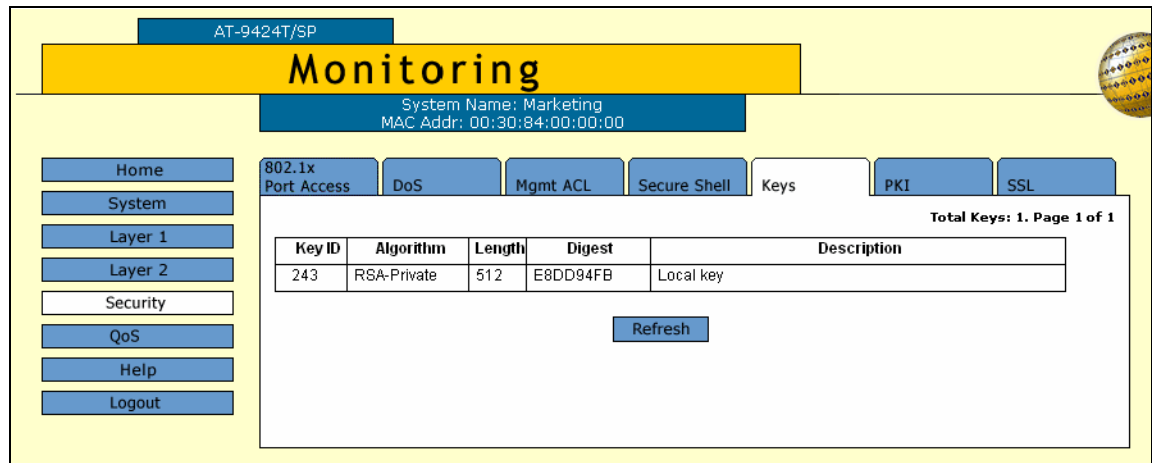 AT-9424T/SP
Monitoring
System Name: Marketing
MAC Addr: 00:30:84:00:00:00
Home
System
Layer 1
Layer 2
Security
QoS
Help
Logout
802.1x
Port Access
DoS
Mgmt ACL
Secure Shell
Keys
PKI
SSL
Total Keys: 1. Page 1 of 1
Key ID Algorithm Length Digest Description
243 RSA-Private 512 E8DD94FB Local key
Refresh